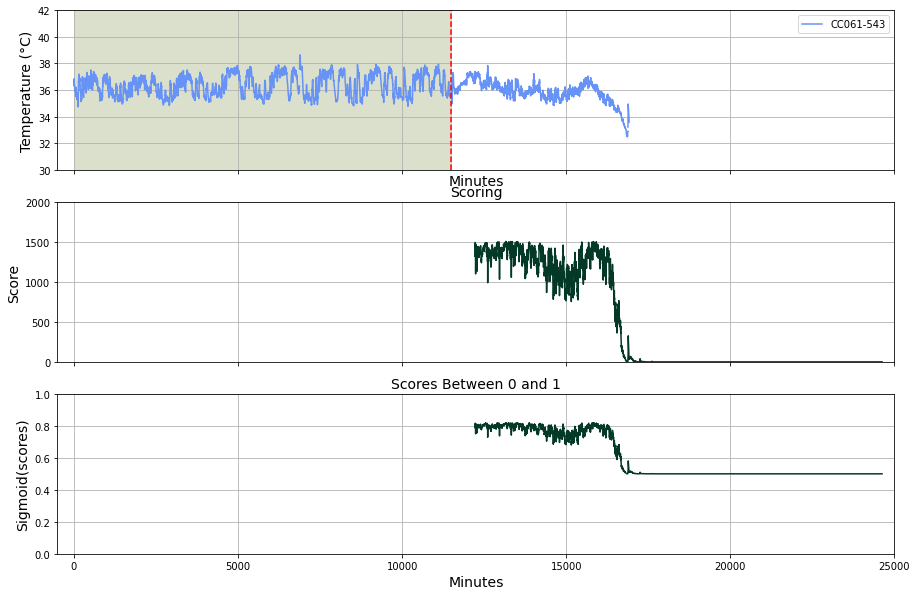 42
40
38
36
34
32
30
Temperature (°C)
CC061-543
Minutes
Scoring
2000
1500
1000
500
0
Score
Scores Between 0 and 1
1.0
0.8
0.6
0.4
0.2
0.0
Sigmoid(scores)
0 5000 10000 15000 20000 25000
Minutes